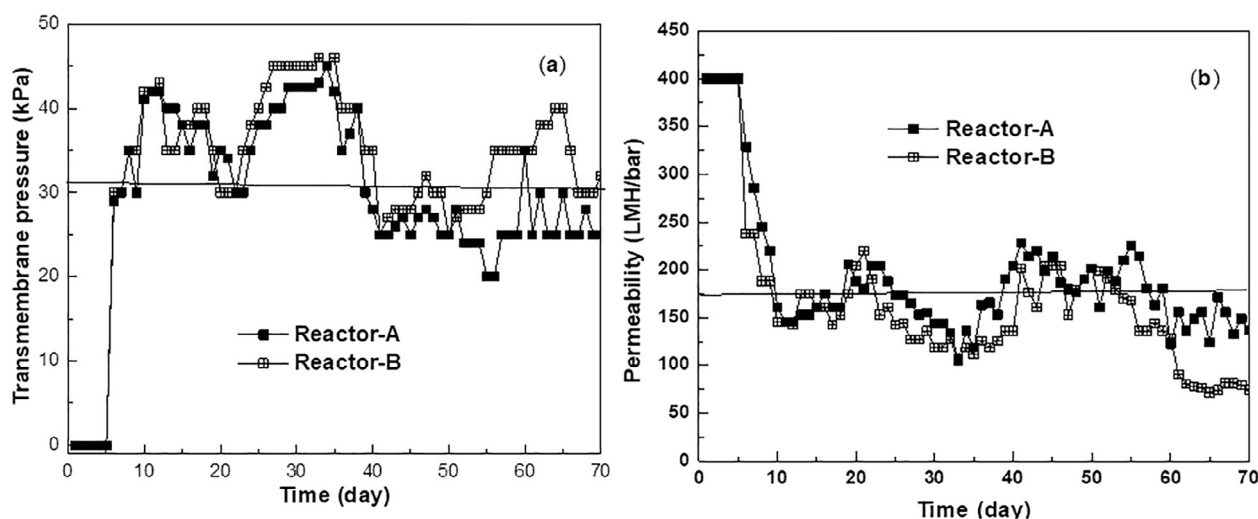 50
40
30
20
10
0
Transmembrane pressure (kPa)
(a)
Reactor-A
Reactor-B
0 10 20 30 40 50 60 70
Time (day)
450
400
350
300
250
200
150
100
50
0
Permeability (LMH/bar)
(b)
Reactor-A
Reactor-B
0 10 20 30 40 50 60 70
Time (day)